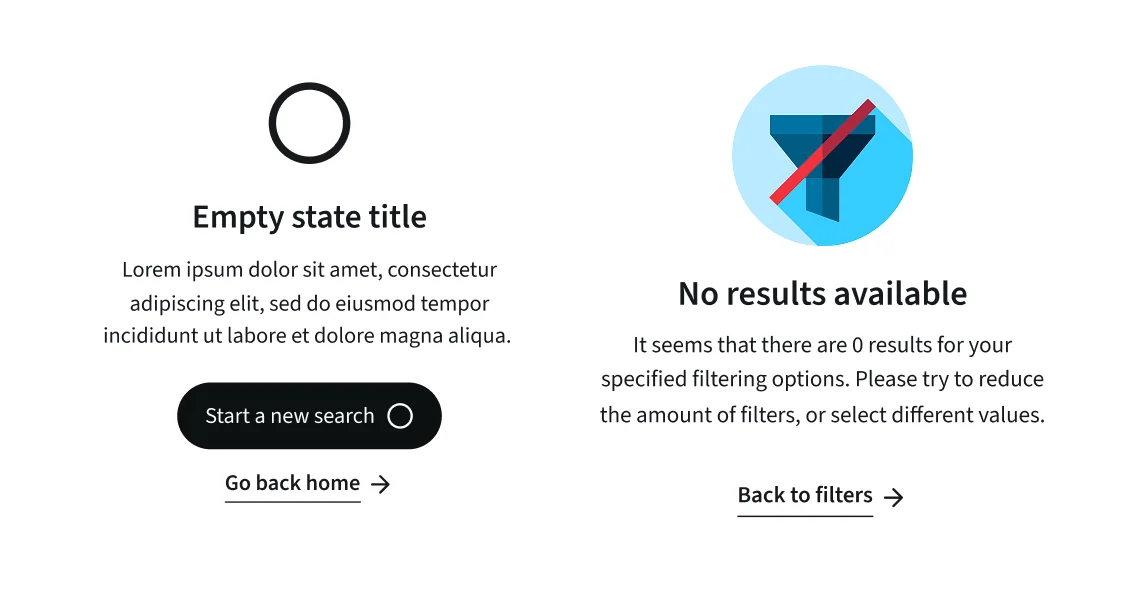 Empty state title
Lorem ipsum dolor sit amet, consectetur
adipiscing elit, sed do eiusmod tempor
incididunt ut labore et dolore magna aliqua.
Start a new search
Go back home
No results available
It seems that there are 0 results for your
specified filtering options. Please try to reduce
the amount of filters, or select different values.
Back to filters